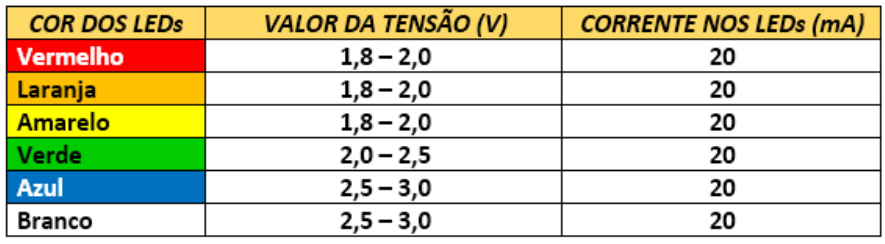 COR DOS LEDs VALOR DA TENSÃO (V) CORRENTE NOS LEDs (mA)
Vermelho 1,8 – 2,0 20
Laranja 1,8 – 2,0 20
Amarelo 1,8 – 2,0 20
Verde 2,0 – 2,5 20
Azul 2,5 – 3,0 20
Branco 2,5 – 3,0 20